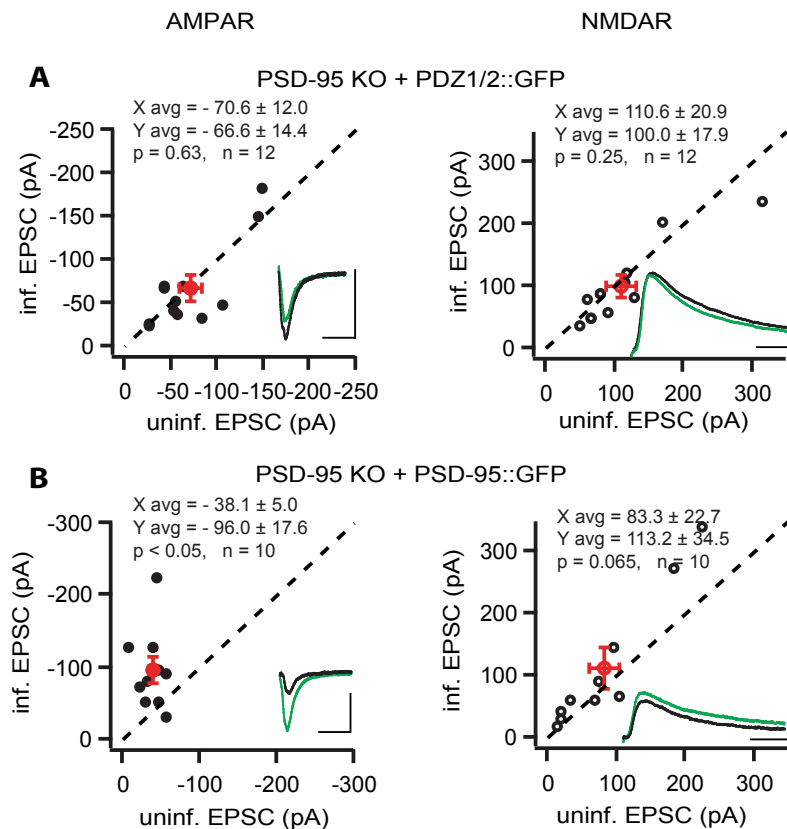 AMPAR NMDAR
A
PSD-95 KO + PDZ1/2::GFP
X avg = - 70.6 ± 12.0
Y avg = - 66.6 ± 14.4
p = 0.63, n = 12
-250
-200
-150
-100
-50
0
inf. EPSC (pA)
0 -50 -100 -150 -200 -250
uninf. EPSC (pA)
X avg = 110.6 ± 20.9
Y avg = 100.0 ± 17.9
p = 0.25, n = 12
300
200
100
0
inf. EPSC (pA)
0 100 200 300
uninf. EPSC (pA)
B
PSD-95 KO + PSD-95::GFP
X avg = - 38.1 ± 5.0
Y avg = - 96.0 ± 17.6
p < 0.05, n = 10
-300
-200
-100
0
inf. EPSC (pA)
0 -100 -200 -300
uninf. EPSC (pA)
X avg = 83.3 ± 22.7
Y avg = 113.2 ± 34.5
p = 0.065, n = 10
300
200
100
0
inf. EPSC (pA)
0 100 200 300
uninf. EPSC (pA)